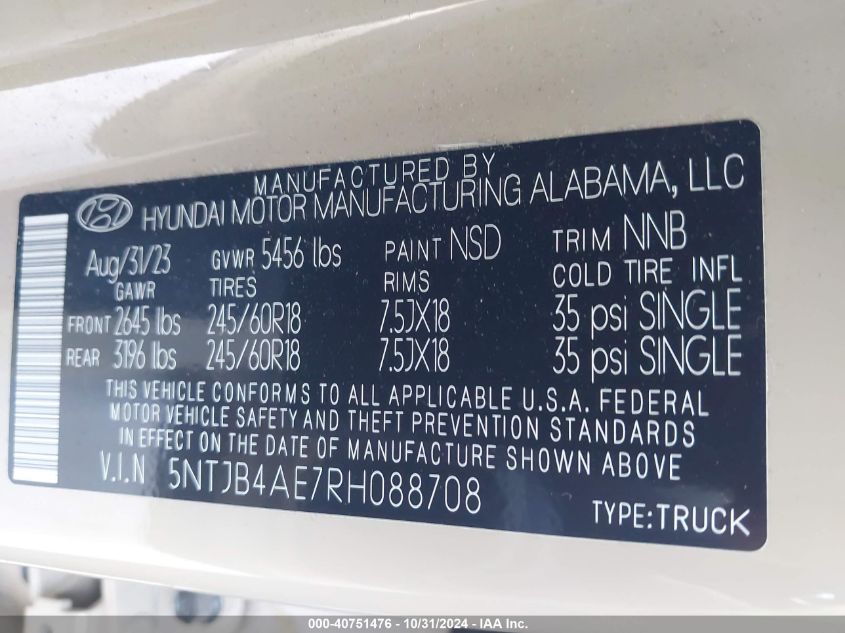 MANUFACTURED BY
HYUNDAI MOTOR MANUFACTURING ALABAMA, LLC
Aug/31/23 GVWR 5456 lbs PAINT NSD TRIM NNB
GAWR TIRES RIMS COLD TIRE INFL
FRONT 2645 lbs 245/60R18 7.5JX18 35 psi SINGLE
REAR 3196 lbs 245/60R18 7.5JX18 35 psi SINGLE
THIS VEHICLE CONFORMS TO ALL APPLICABLE U.S.A. FEDERAL
MOTOR VEHICLE SAFETY AND THEFT PREVENTION STANDARDS
IN EFFECT ON THE DATE OF MANUFACTURE SHOWN ABOVE
V.I.N 5NTJB4AE7RH088708
TYPE:TRUCK
000-40751476 - 10/31/2024 - IAA Inc.